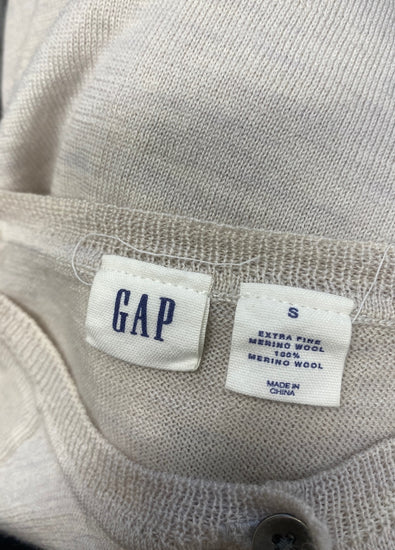 GAP
S
EXTRA FINE
MERINO WOOL
100%
MERINO WOOL
MADE IN
CHINA